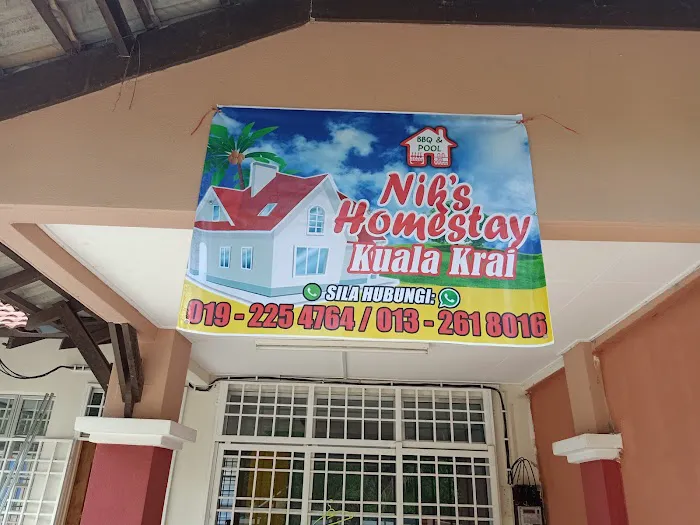 BBQ &
POOL
Nik's
Homestay
Kuala Krai
SILA HUBUNGI:
019 - 225 4764 / 013 - 261 8016